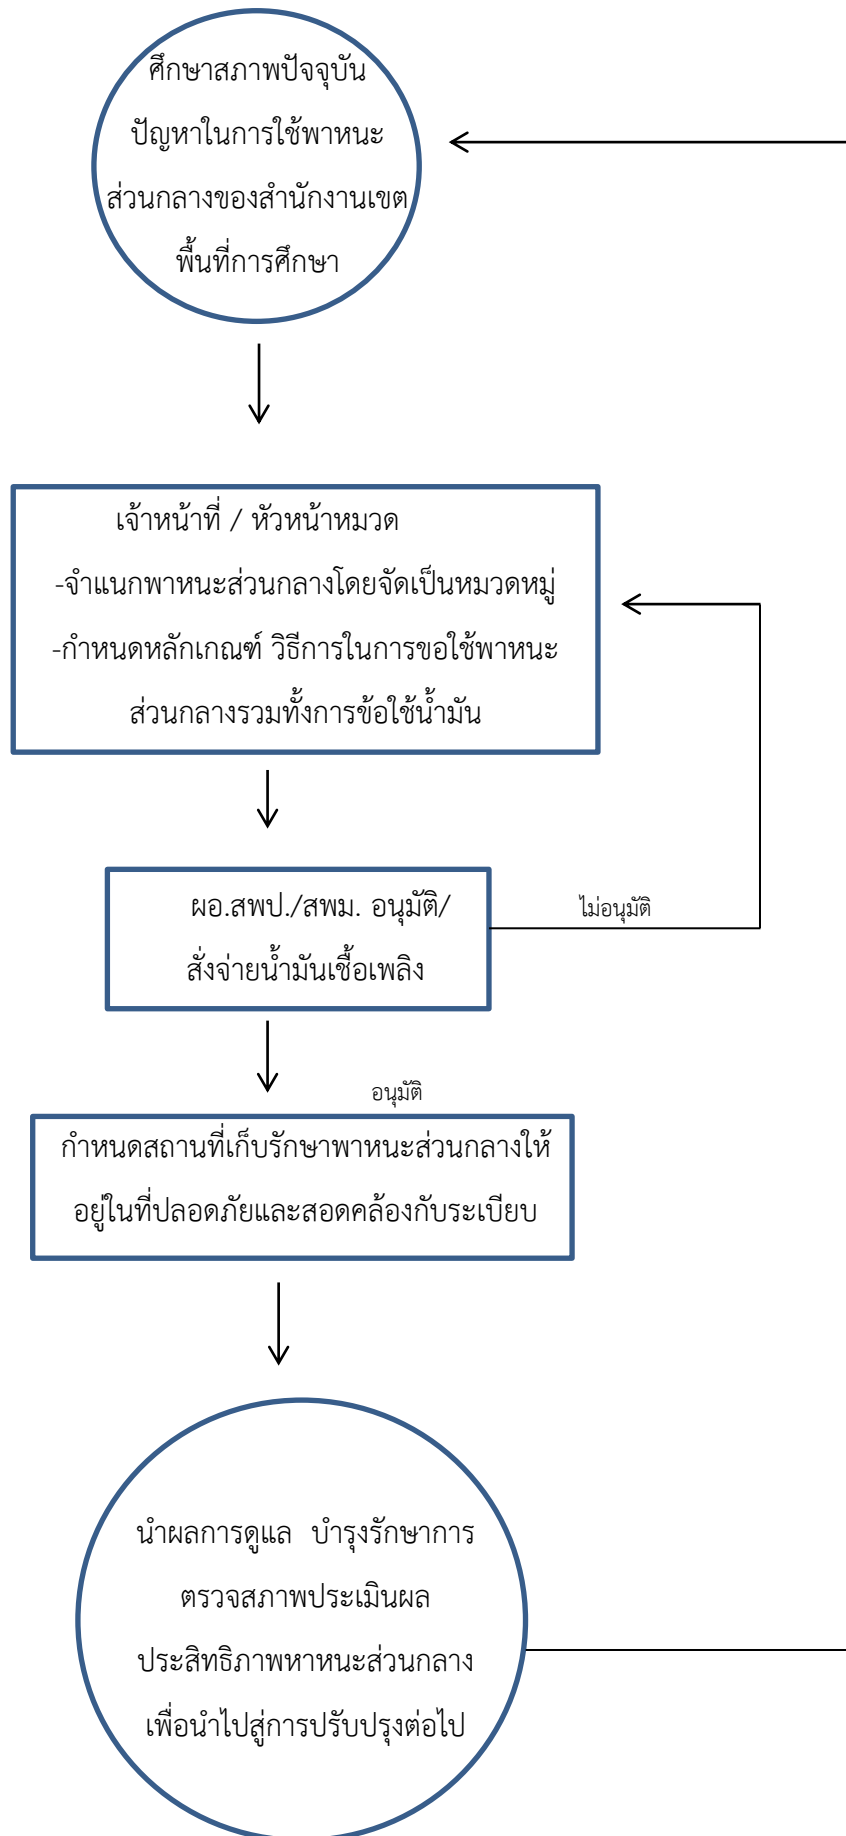 ศึกษาสภาพปัจจุบัน
ปัญหาในการใช้พาหนะ
ส่วนกลางของสำนักงานเขต
พื้นที่การศึกษา
เจ้าหน้าที่ / หัวหน้าหมวด
-จำแนกพาหนะส่วนกลางโดยจัดเป็นหมวดหมู่
-กำหนดหลักเกณฑ์ วิธีการในการขอใช้พาหนะ
ส่วนกลางรวมทั้งการข้อใช้น้ำมัน
ผอ.สพป./สพม. อนุมัติ/
สั่งจ่ายน้ำมันเชื้อเพลิง
ไม่อนุมัติ
อนุมัติ
กำหนดสถานที่เก็บรักษาพาหนะส่วนกลางให้
อยู่ในที่ปลอดภัยและสอดคล้องกับระเบียบ
นำผลการดูแล บำรุงรักษาการ
ตรวจสภาพประเมินผล
ประสิทธิภาพหาหนะส่วนกลาง
เพื่อนำไปสู่การปรับปรุงต่อไป